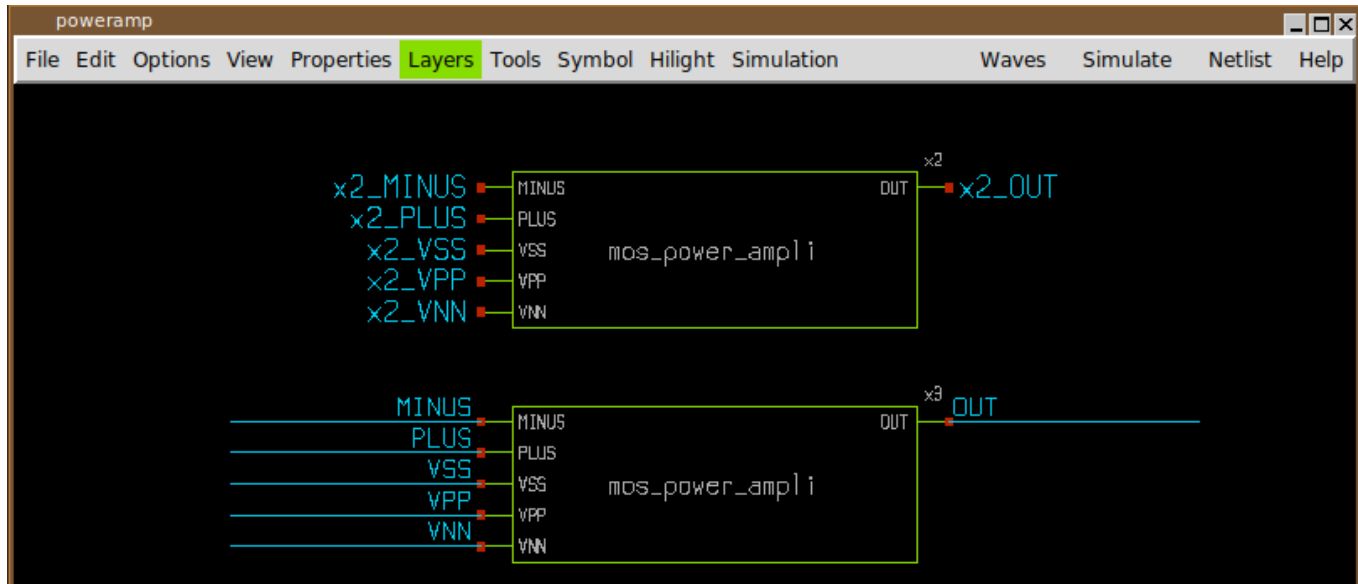 poweramp
File Edit Options View Properties Layers Tools Symbol Hilight Simulation Waves Simulate Netlist Help
x2
x2_MINUS MINUS OUT x2_OUT
x2_PLUS PLUS
x2_VSS VSS mos_power_ampli
x2_VPP VPP
x2_VNN VNN
x3
MINUS MINUS OUT OUT
PLUS PLUS
VSS VSS mos_power_ampli
VPP VPP
VNN VNN